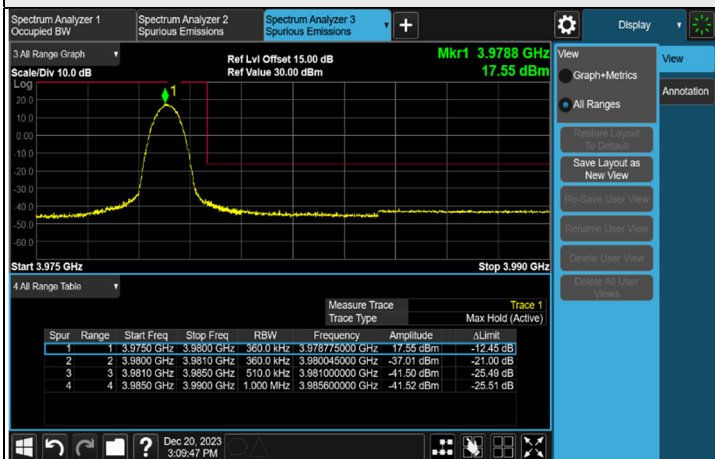 Spectrum Analyzer 1
Occupied BW
Spectrum Analyzer 2
Spurious Emissions
Spectrum Analyzer 3
Spurious Emissions
Display
3 All Range Graph
Ref Lvl Offset 15.00 dB
Mkr1 3.9788 GHz
Scale/Div 10.0 dB
Ref Value 30.00 dBm
17.55 dBm
Log
1
20.0
10.0
0.00
-10.0
-20.0
-30.0
-40.0
-50.0
-60.0
Start 3.975 GHz
Stop 3.990 GHz
View
Graph+Metrics
All Ranges
Restore Layout
To Default
Save Layout as
New View
Re-Save User View
Rename User View
Delete User View
Delete All User
Views
View
Annotation
4 All Range Table
Measure Trace Trace 1
Trace Type Max Hold (Active)
Spur Range Start Freq Stop Freq RBW Frequency Amplitude ΔLimit
1 1 3.9750 GHz 3.9800 GHz 360.0 kHz 3.978775000 GHz 17.55 dBm -12.45 dB
2 2 3.9800 GHz 3.9810 GHz 360.0 kHz 3.980045000 GHz -37.01 dBm -21.00 dB
3 3 3.9810 GHz 3.9850 GHz 510.0 kHz 3.981000000 GHz -41.50 dBm -25.49 dB
4 4 3.9850 GHz 3.9900 GHz 1.000 MHz 3.985600000 GHz -41.52 dBm -25.51 dB
Dec 20, 2023
3:09:47 PM